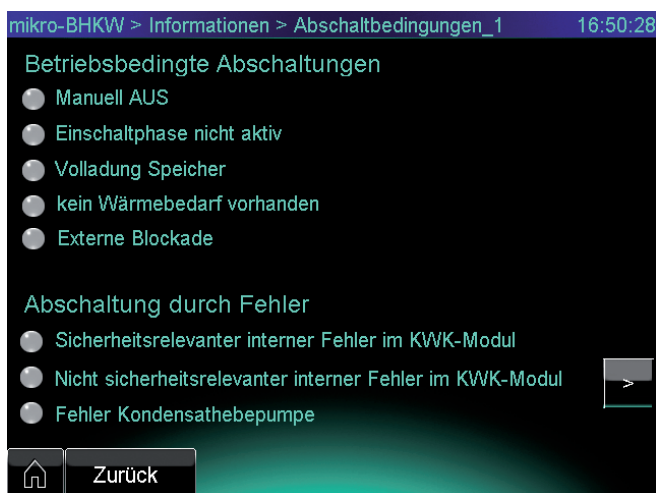 mikro-BHKW > Informationen > Abschaltbedingungen_1 16:50:28
Betriebsbedingte Abschaltungen
Manuell AUS
Einschaltphase nicht aktiv
Volladung Speicher
kein Wärmebedarf vorhanden
Externe Blockade
Abschaltung durch Fehler
Sicherheitsrelevanter interner Fehler im KWK-Modul
Nicht sicherheitsrelevanter interner Fehler im KWK-Modul
>
Fehler Kondensathebepumpe
Zurück